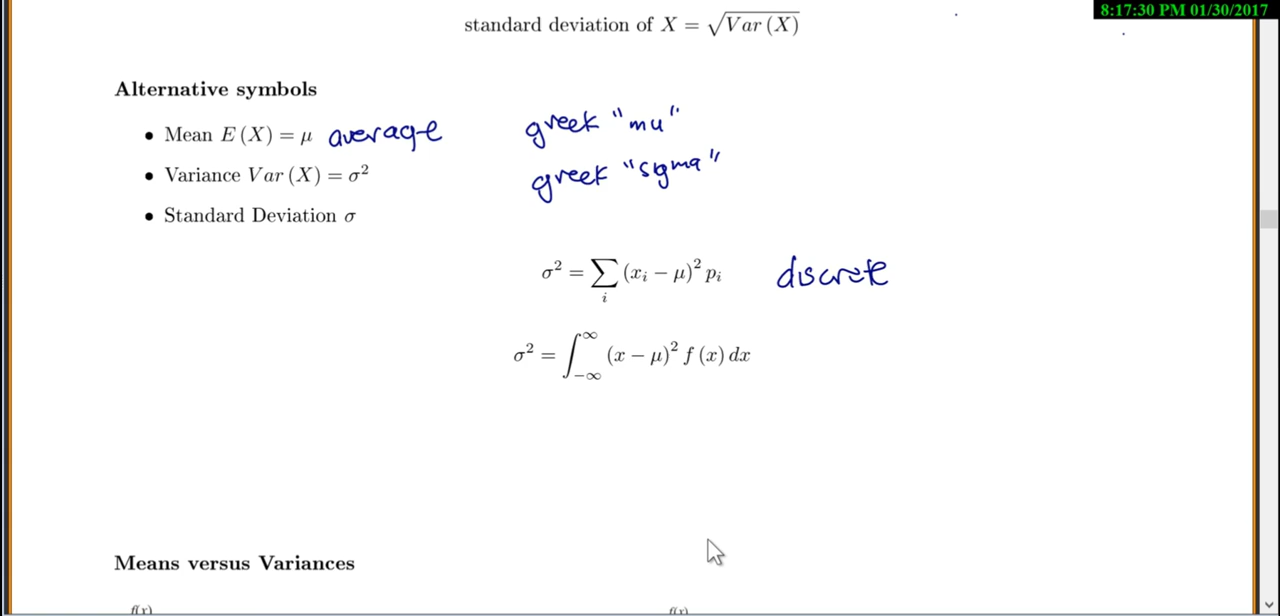 8:17:30 PM 01/30/2017
standard deviation of X = √Var (X)
Alternative symbols
• Mean E (X) = μ average greek "mu"
• Variance Var (X) = σ² greek "sigma"
• Standard Deviation σ
σ² = ∑_i (x_i − μ)² p_i discrete
σ² = ∫_{−∞}^{∞} (x − μ)² f (x) dx
Means versus Variances
f(x) f(x)